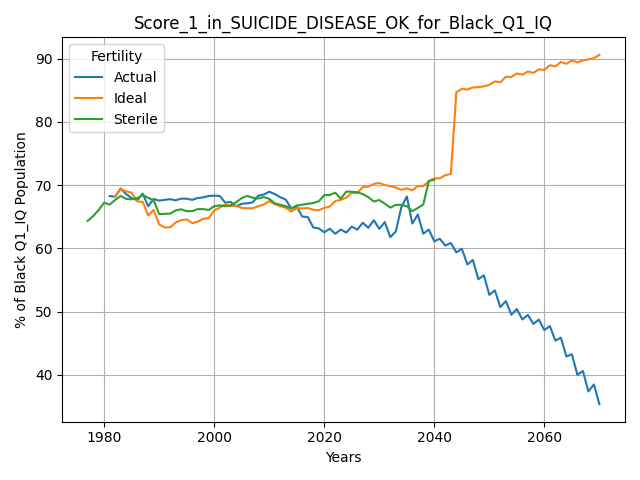 Score_1_in_SUICIDE_DISEASE_OK_for_Black_Q1_IQ
Fertility
Actual
Ideal
Sterile
% of Black Q1_IQ Population
90
80
70
60
50
40
1980
2000
2020
2040
2060
Years